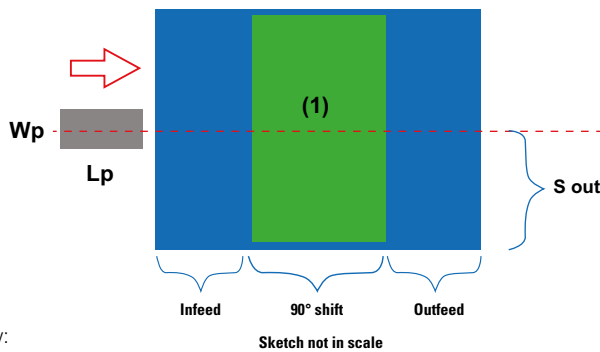 (1)
Wp
Lp
S out
Infeed
90° shift
Outfeed
Sketch not in scale